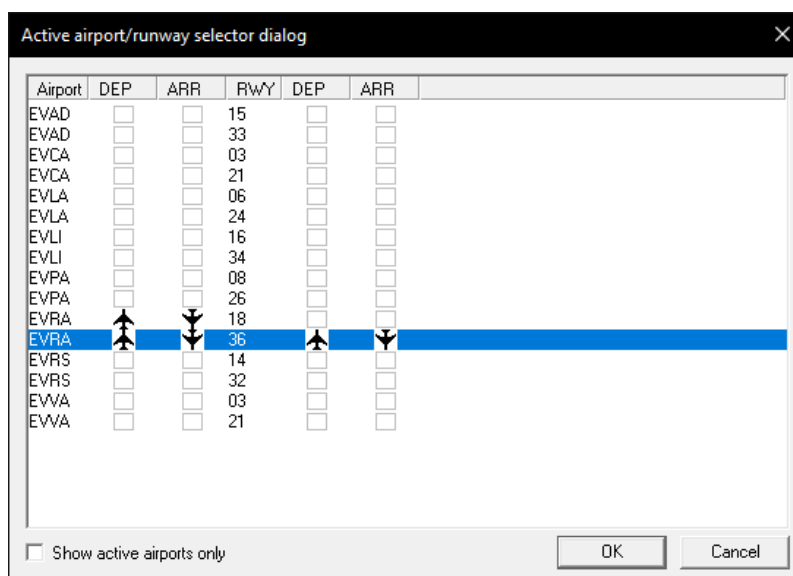 Active airport/runway selector dialog
Airport DEP ARR RWY DEP ARR
EVAD 15
EVAD 33
EVCA 03
EVCA 21
EVLA 06
EVLA 24
EVLI 16
EVLI 34
EVPA 08
EVPA 26
EVRA 18
EVRA 36
EVRS 14
EVRS 32
EVVA 03
EVVA 21
Show active airports only
OK Cancel